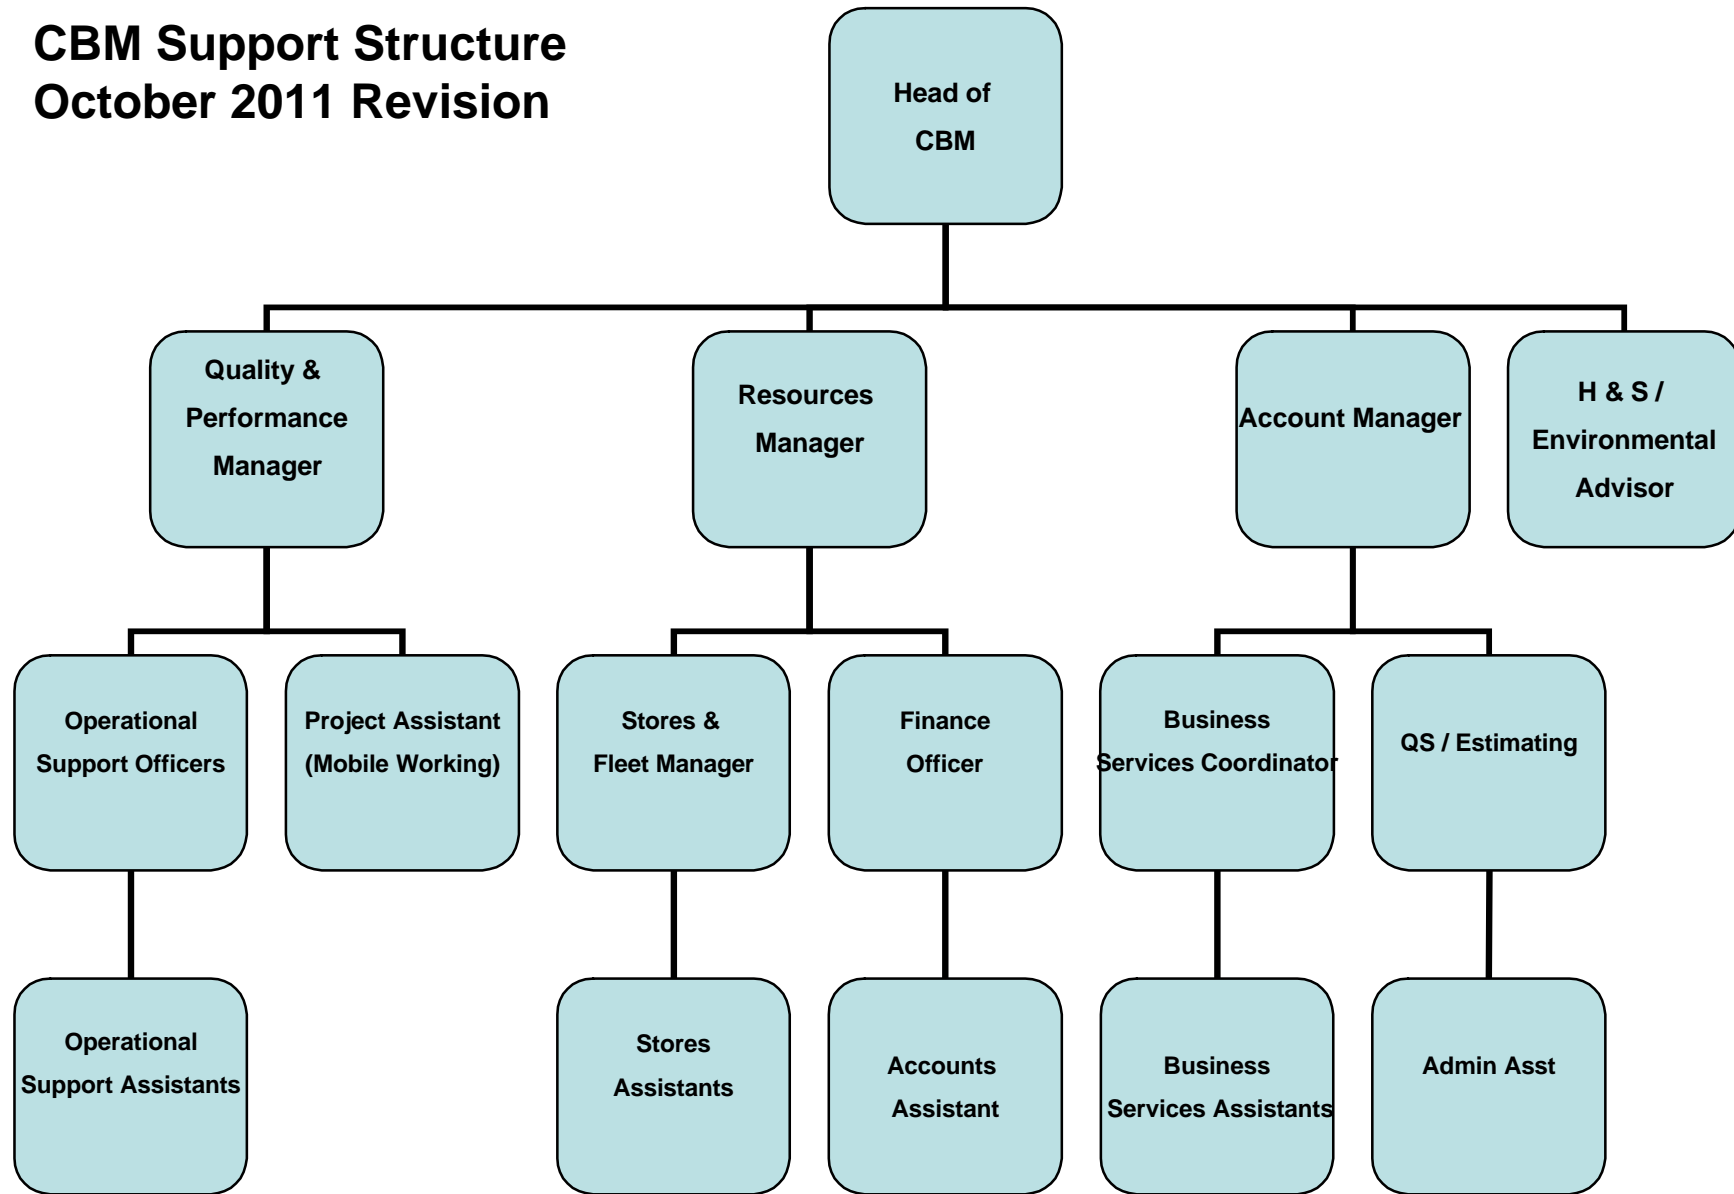 CBM Support Structure
October 2011 Revision
Head of
CBM
Quality &
Performance
Manager
Resources
Manager
Account Manager
H & S /
Environmental
Advisor
Operational
Support Officers
Project Assistant
(Mobile Working)
Stores &
Fleet Manager
Finance
Officer
Business
Services Coordinator
QS / Estimating
Operational
Support Assistants
Stores
Assistants
Accounts
Assistant
Business
Services Assistants
Admin Asst